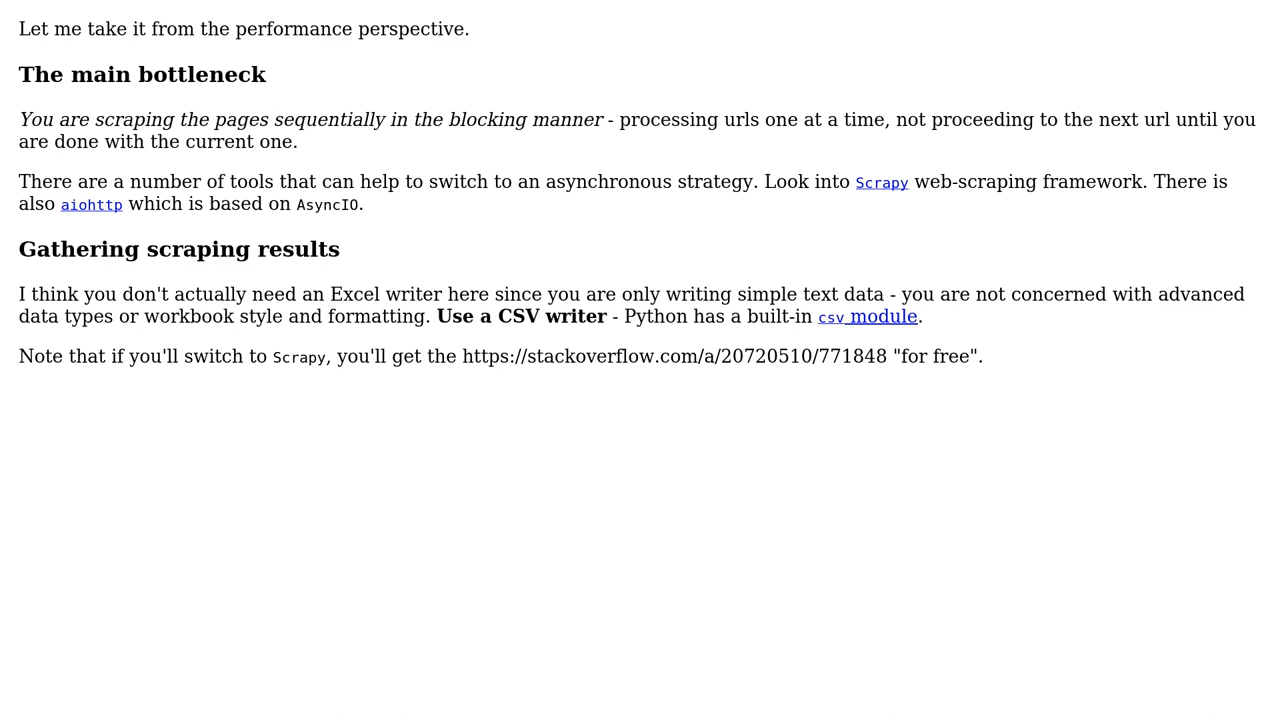 Let me take it from the performance perspective.
The main bottleneck
You are scraping the pages sequentially in the blocking manner - processing urls one at a time, not proceeding to the next url until you
are done with the current one.
There are a number of tools that can help to switch to an asynchronous strategy. Look into Scrapy web-scraping framework. There is
also aiohttp which is based on AsyncIO.
Gathering scraping results
I think you don't actually need an Excel writer here since you are only writing simple text data - you are not concerned with advanced
data types or workbook style and formatting. Use a CSV writer - Python has a built-in csv module.
Note that if you'll switch to Scrapy, you'll get the https://stackoverflow.com/a/20720510/771848 "for free".